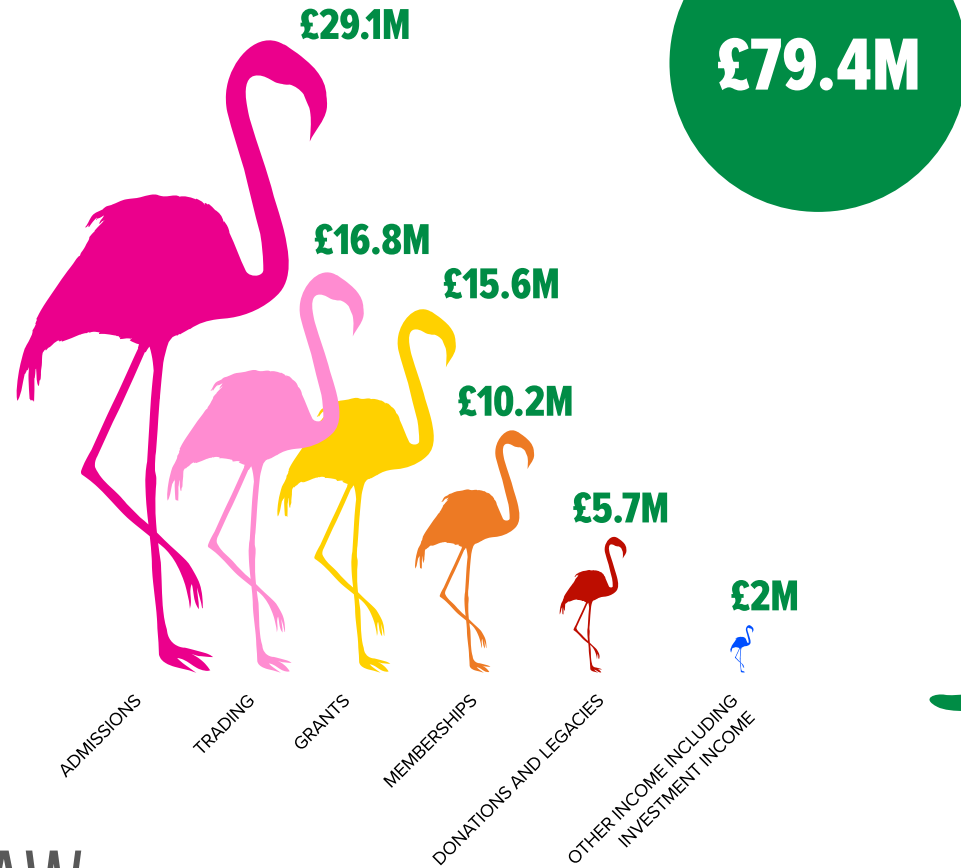 £29.1M
£79.4M
£16.8M
£15.6M
£10.2M
£5.7M
£2M
ADMISSIONS
TRADING
GRANTS
MEMBERSHIPS
DONATIONS AND LEGACIES
OTHER INCOME INCLUDING
INVESTMENT INCOME